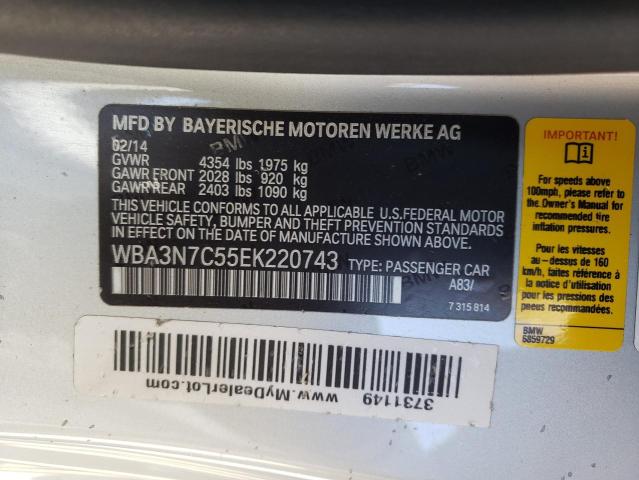 MFD BY BAYERISCHE MOTOREN WERKE AG
02/14
GVWR 4354 lbs 1975 kg
GAWR FRONT 2028 lbs 920 kg
GAWR REAR 2403 lbs 1090 kg
THIS VEHICLE CONFORMS TO ALL APPLICABLE U.S.FEDERAL MOTOR
VEHICLE SAFETY, BUMPER AND THEFT PREVENTION STANDARDS
IN EFFECT ON THE DATE OF MANUFACTURE SHOWN ABOVE.
WBA3N7C55EK220743 TYPE: PASSENGER CAR
A83/
7 315 814
IMPORTANT!
For speeds above
100mph, please see
the Owner's Manual for
recommended tire
inflation pressures.
Pour les vitesses
au-dessus de 160
km/h, faites référence à
la notice d'utilisation
pour les pressions des
pneus recommandées.
BMW
6859729
3731149
www.MyDealerLot.com